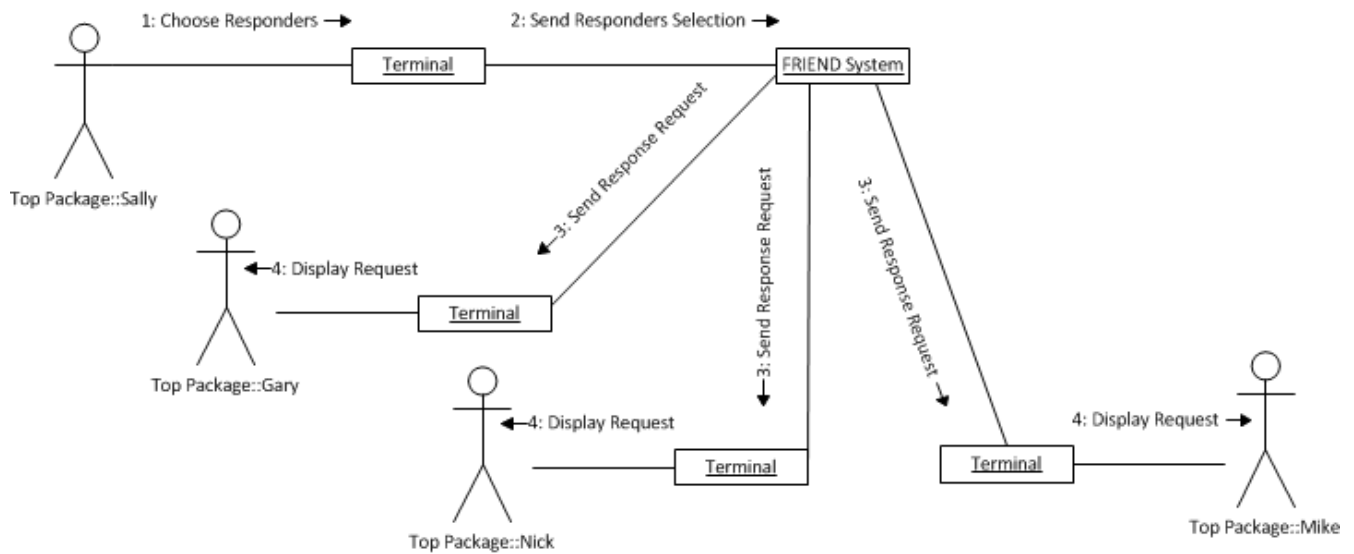 1: Choose Responders
2: Send Responders Selection
Terminal
FRIEND System
Top Package::Sally
3: Send Response Request
3: Send Response Request
3: Send Response Request
4: Display Request
Terminal
Top Package::Gary
4: Display Request
Terminal
Top Package::Nick
4: Display Request
Terminal
Top Package::Mike